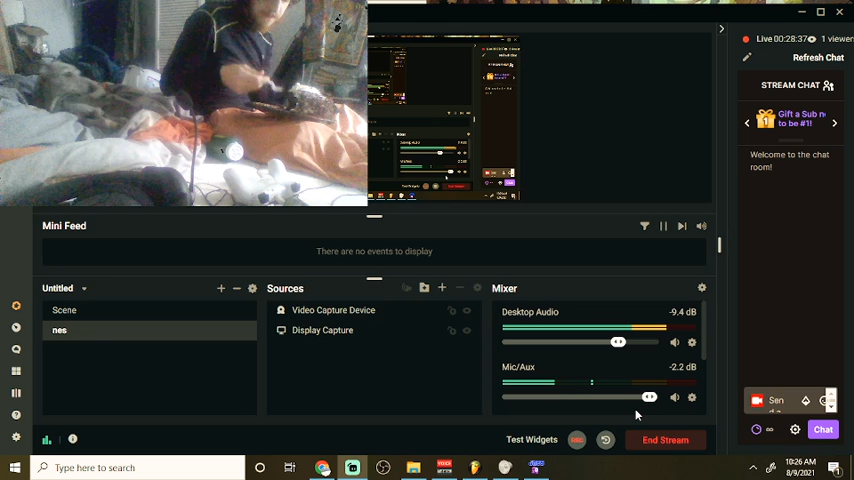 Live 00:28:37 1 viewer
Refresh Chat
STREAM CHAT
Gift a Sub n
to be #1!
1
Welcome to the chat
room!
Mini Feed
There are no events to display
Untitled
Sources
Mixer
Scene
nes
Video Capture Device
Display Capture
Desktop Audio -9.4 dB
Mic/Aux -2.2 dB
Sen
Test Widgets
REC
End Stream
Chat
Type here to search
10:26 AM
8/9/2021